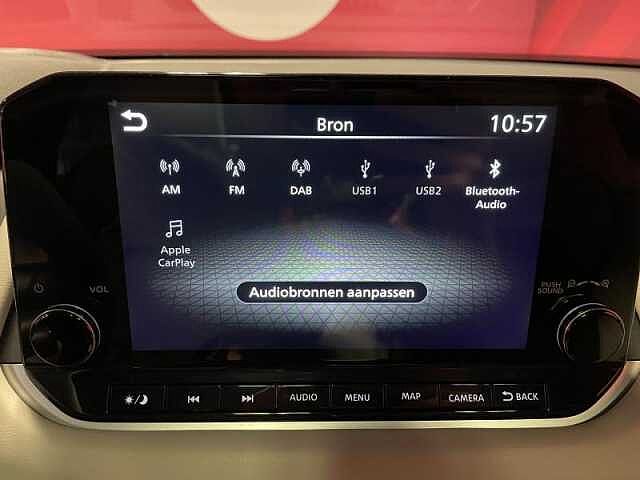 Bron
10:57
AM
FM
DAB
USB1
USB2
Bluetooth-
Audio
Apple
CarPlay
Audiobronnen aanpassen
VOL
PUSH
SOUND
AUDIO
MENU
MAP
CAMERA
BACK